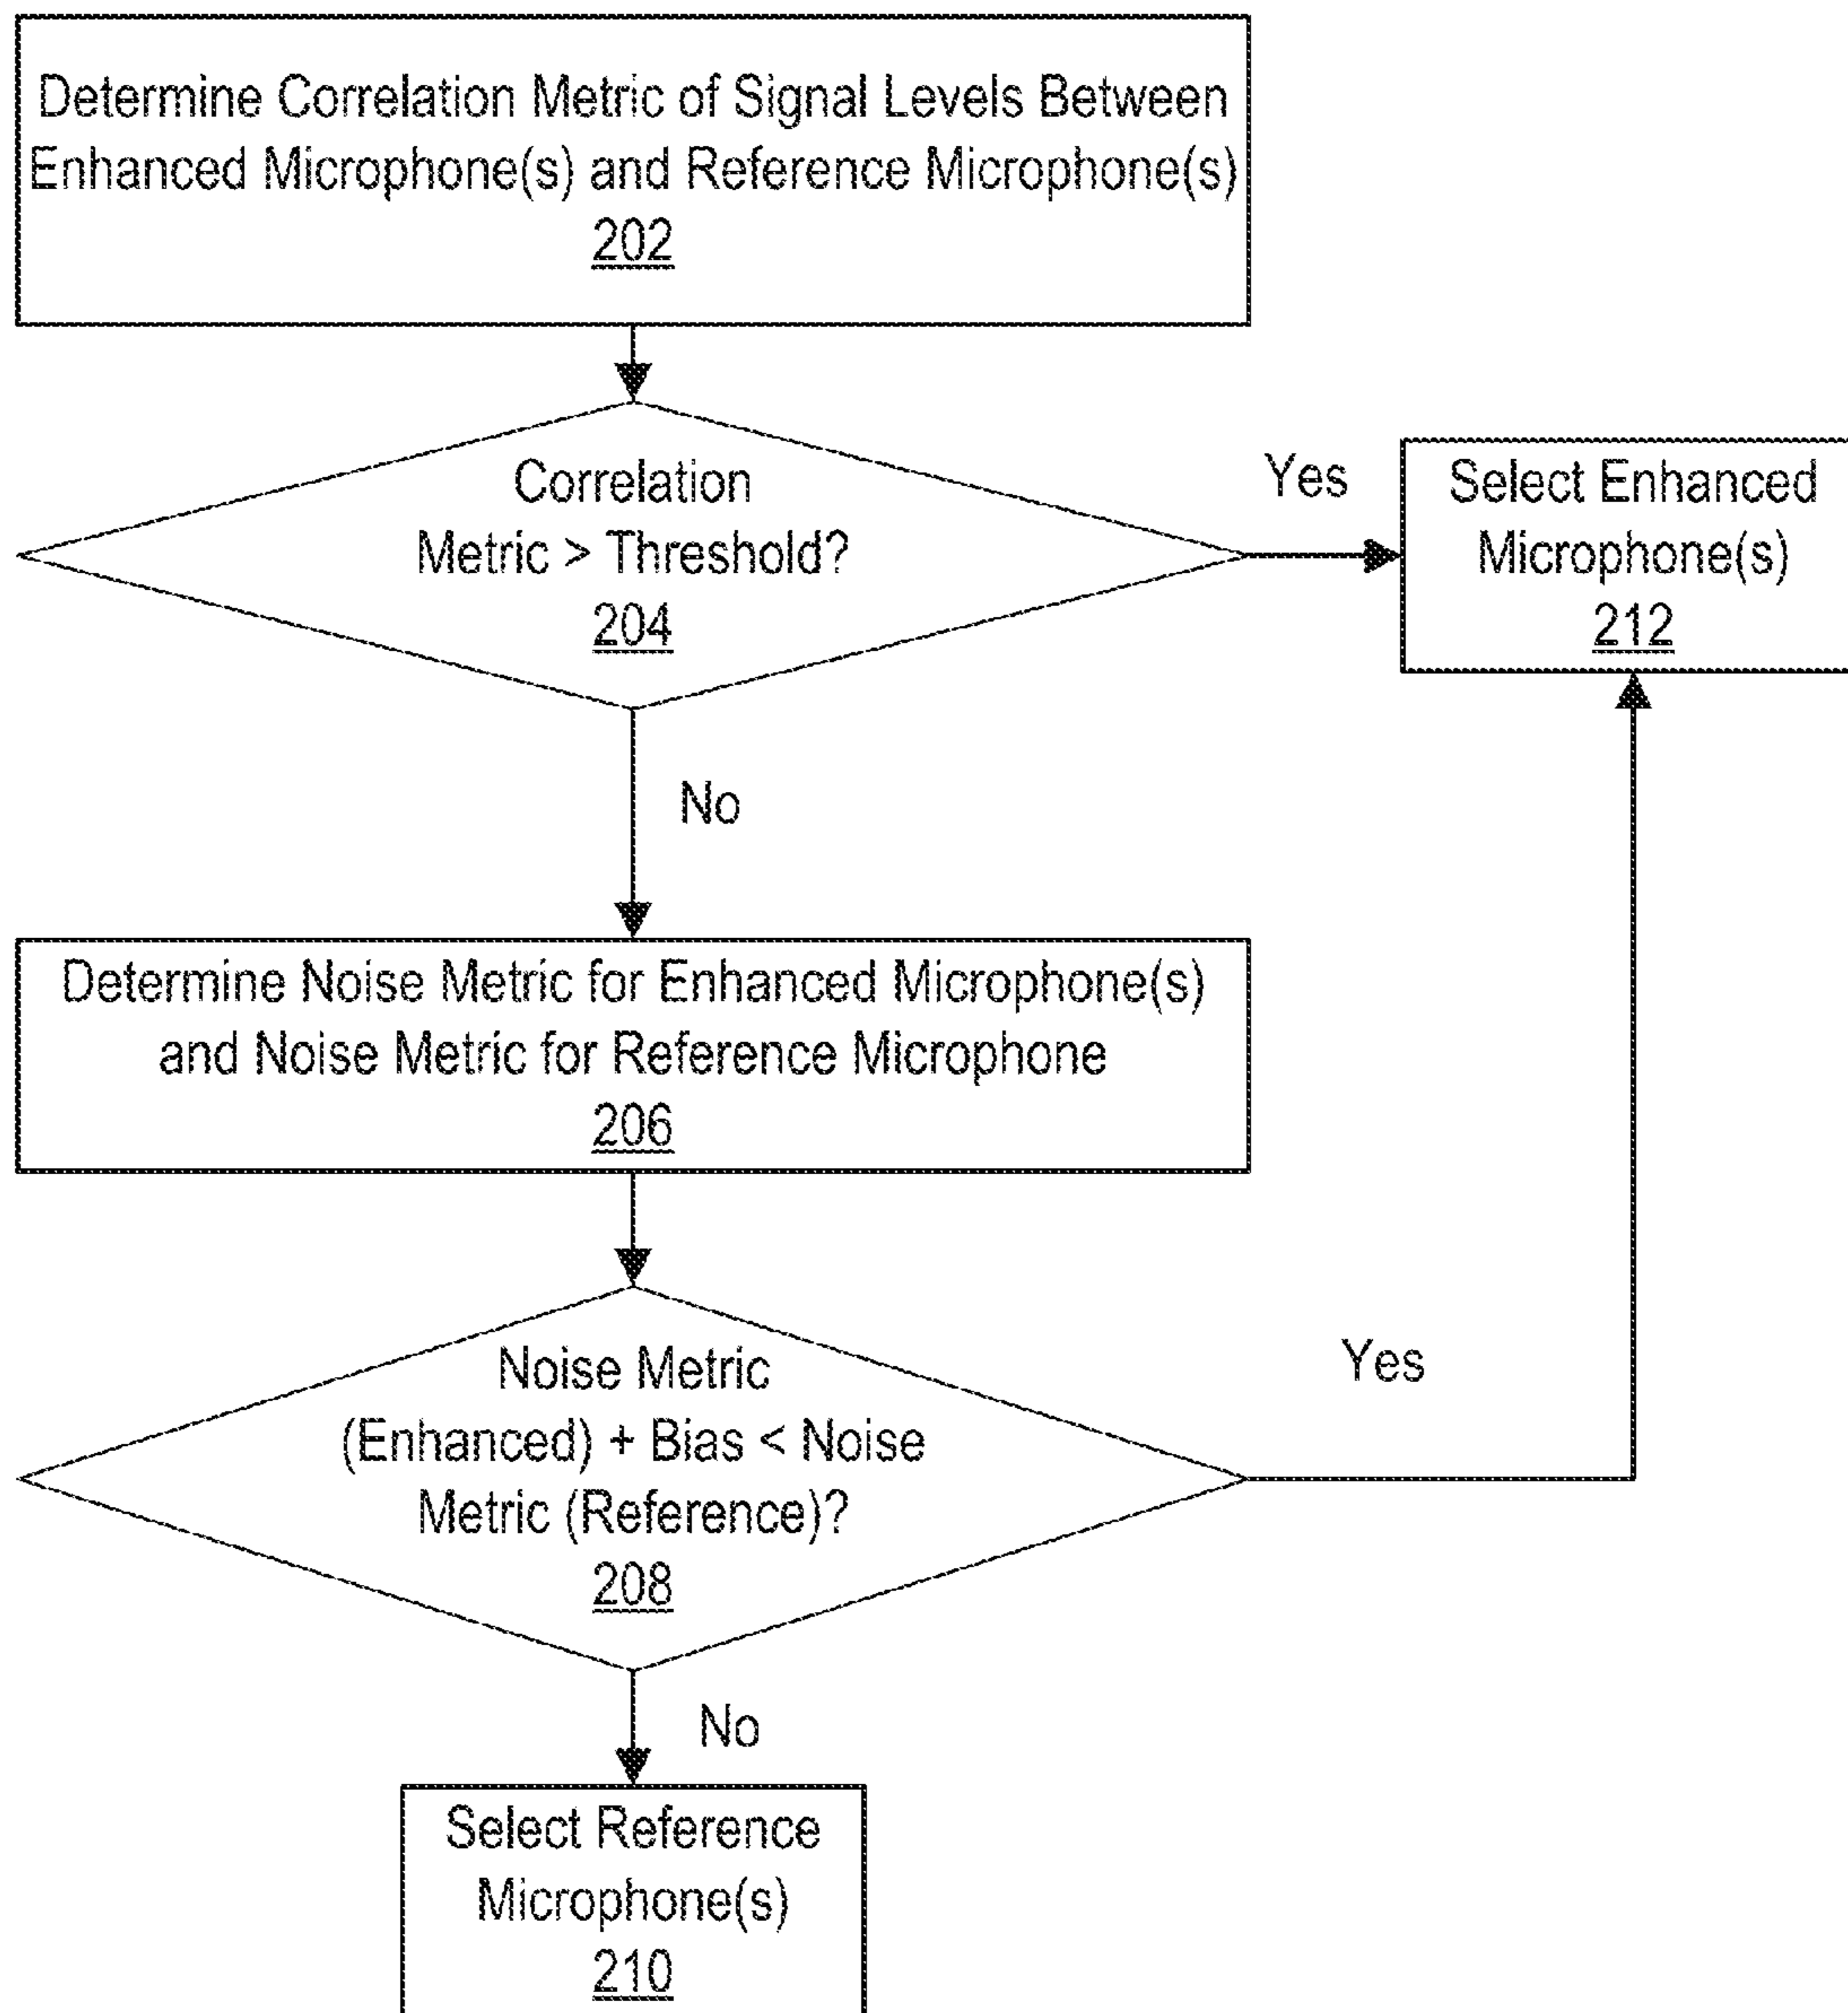 Determine Correlation Metric of Signal Levels Between
Enhanced Microphone(s) and Reference Microphone(s)
202
Correlation
Metric > Threshold?
204
Yes
Select Enhanced
Microphone(s)
212
No
Determine Noise Metric for Enhanced Microphone(s)
and Noise Metric for Reference Microphone
206
Noise Metric
(Enhanced) + Bias < Noise
Metric (Reference)?
208
Yes
No
Select Reference
Microphone(s)
210